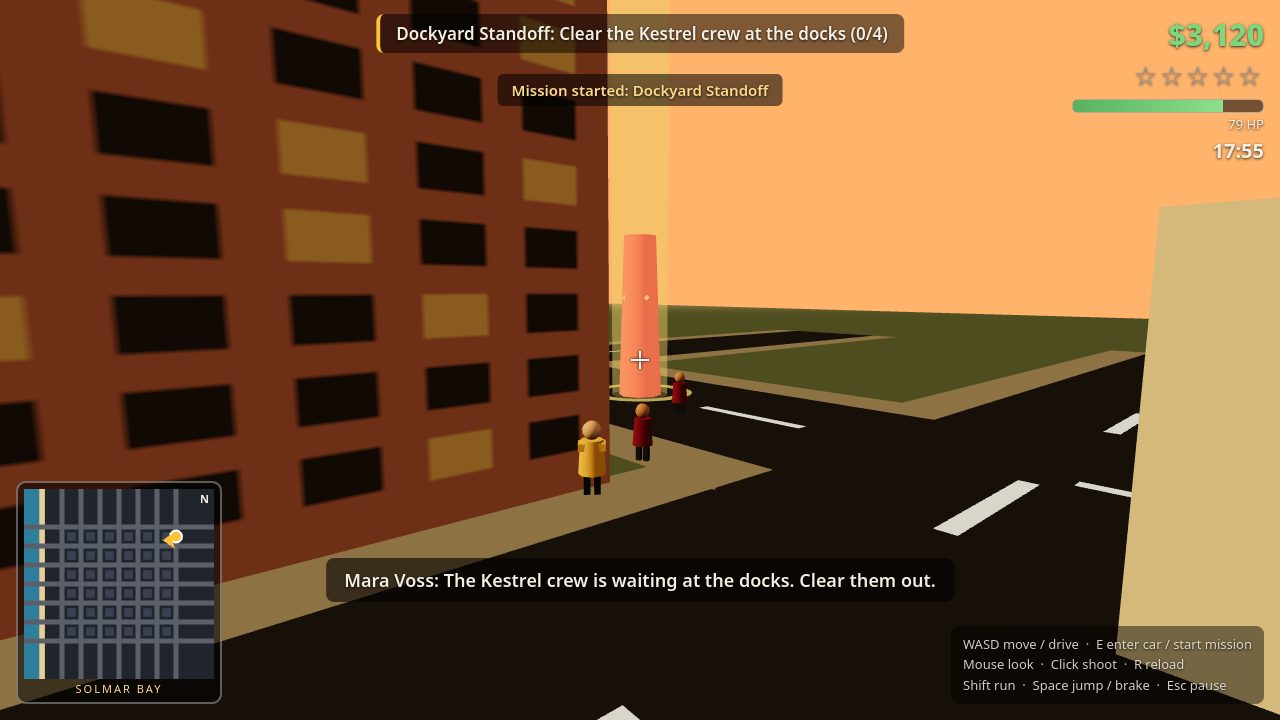 Dockyard Standoff: Clear the Kestrel crew at the docks (0/4)
$3,120
Mission started: Dockyard Standoff
79 HP
17:55
N
SOLMAR BAY
Mara Voss: The Kestrel crew is waiting at the docks. Clear them out.
WASD move / drive · E enter car / start mission
Mouse look · Click shoot · R reload
Shift run · Space jump / brake · Esc pause